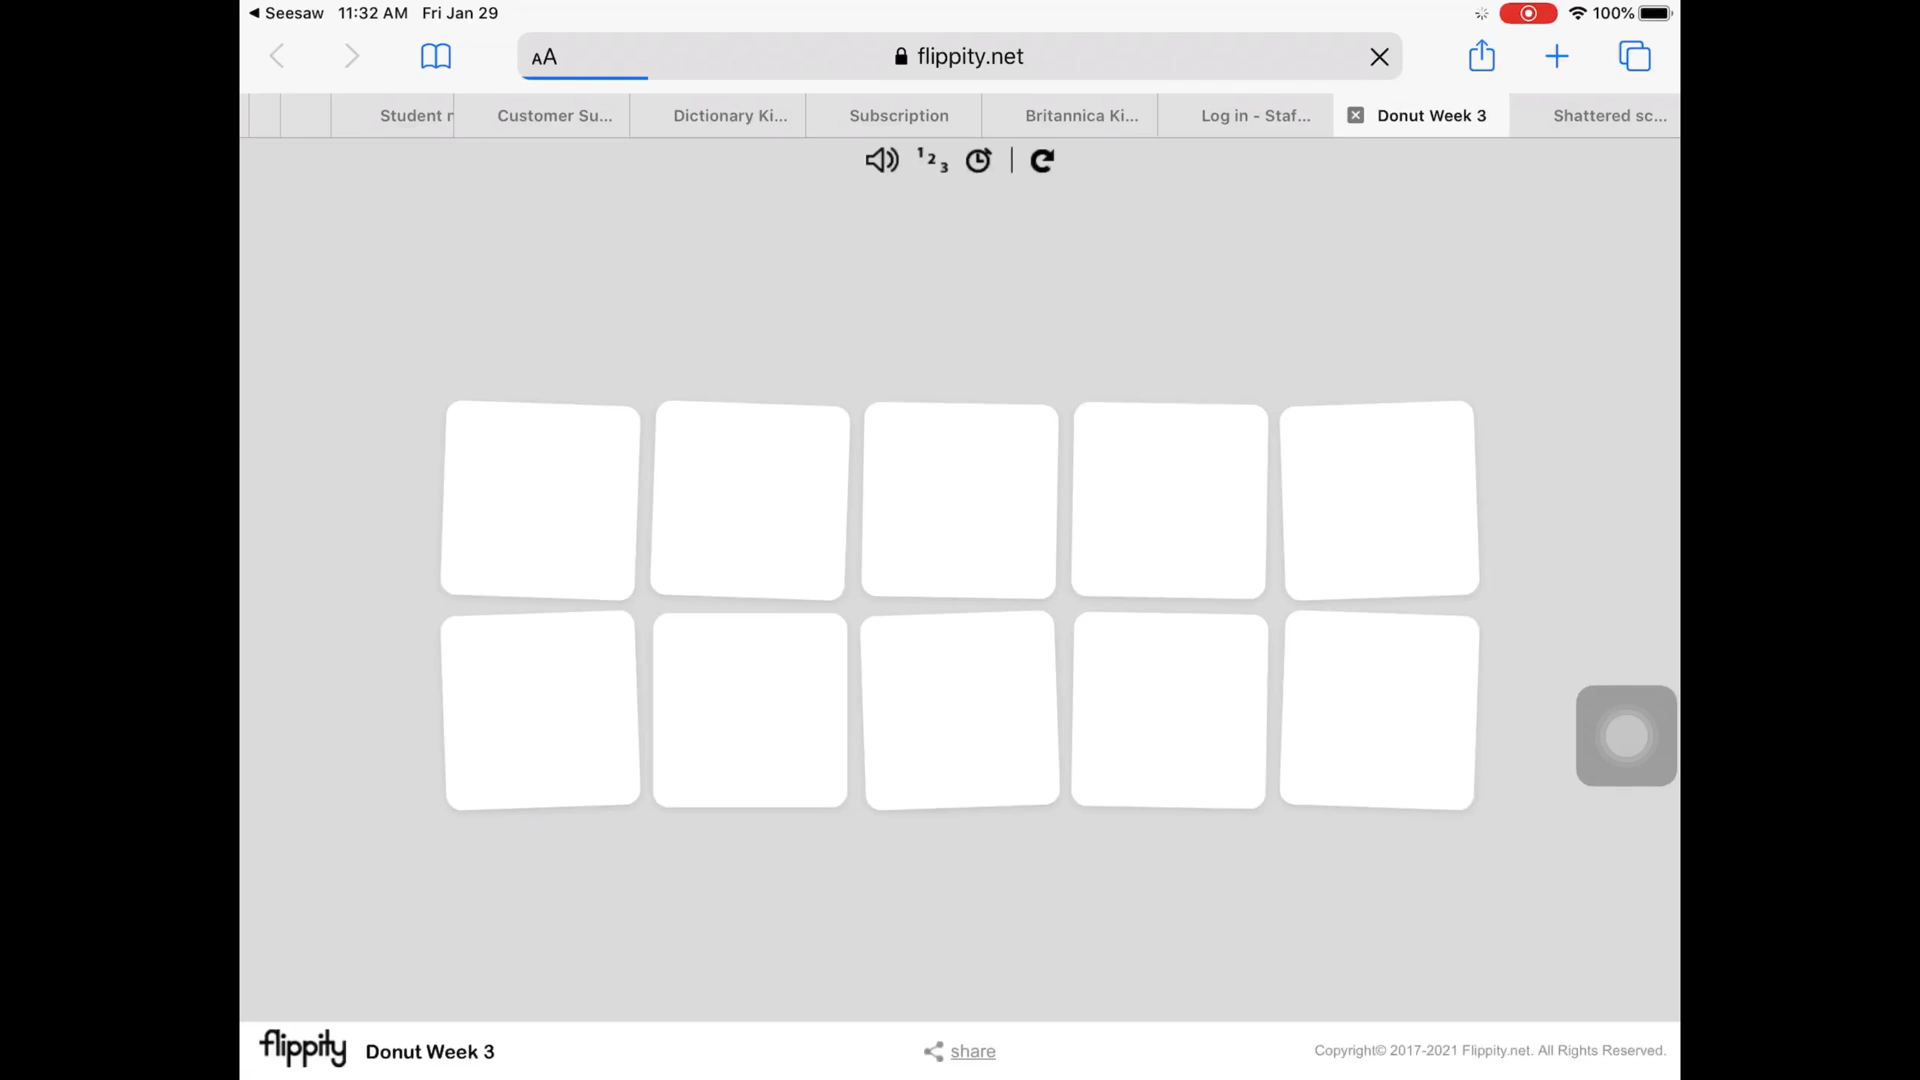 Seesaw 11:32 AM Fri Jan 29 100%
AA flippity.net
Student r Customer Su... Dictionary Ki... Subscription Britannica Ki... Log in - Staf... Donut Week 3 Shattered sc...
1 2 3
flippity Donut Week 3 share Copyright© 2017-2021 Flippity.net. All Rights Reserved.